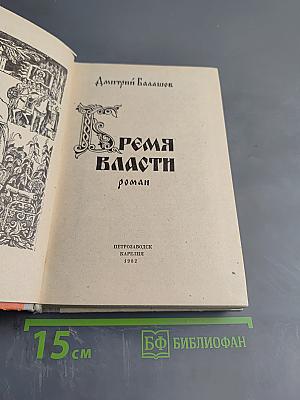 Дмитрий Балашов
Бремя
власти
роман
ПЕТРОЗАВОДСК
КАРЕЛИЯ
1982
15 см
БФ БИБЛИОФАН